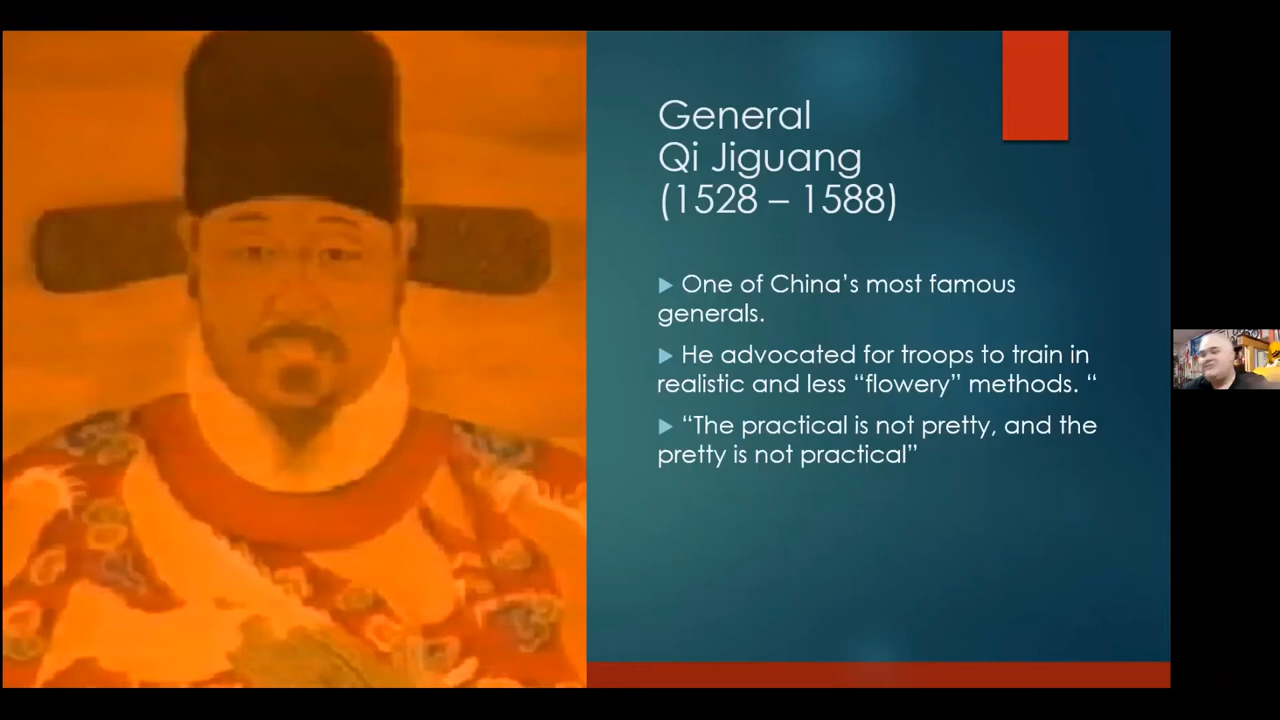 General
Qi Jiguang
(1528 – 1588)
One of China’s most famous
generals.
He advocated for troops to train in
realistic and less “flowery” methods. “
“The practical is not pretty, and the
pretty is not practical”